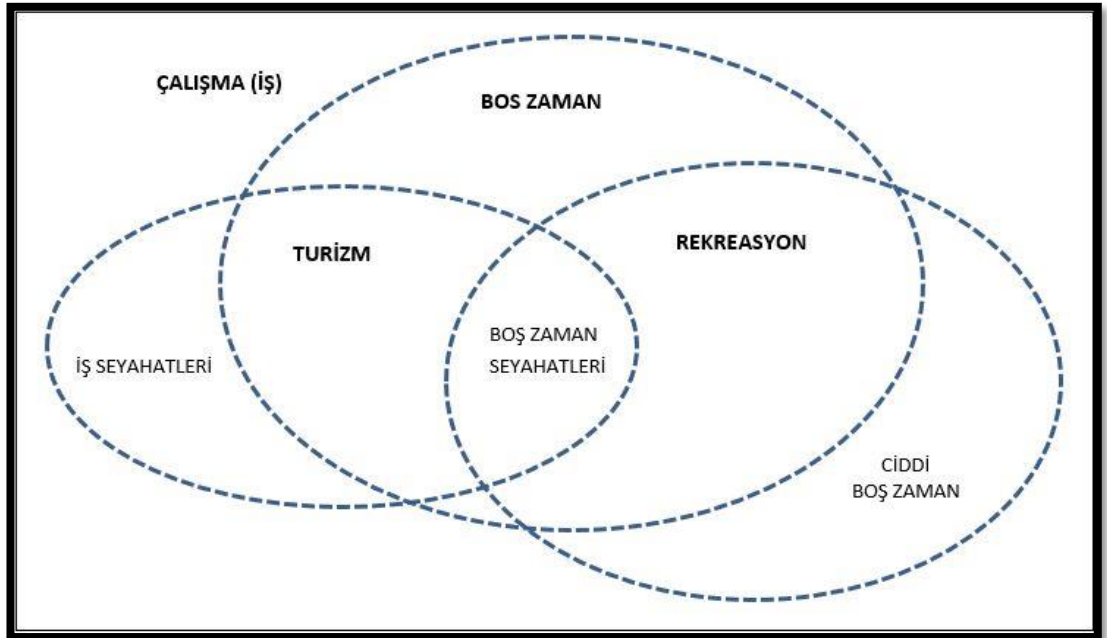 ÇALIŞMA (İŞ)
BOS ZAMAN
TURİZM
REKREASYON
İŞ SEYAHATLERİ
BOŞ ZAMAN
SEYAHATLERİ
CİDDİ
BOŞ ZAMAN